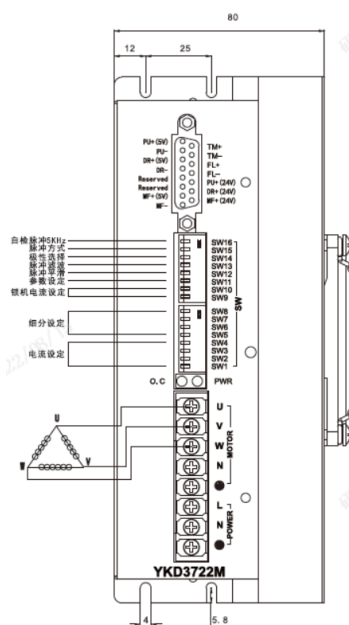 80
12
25
PU+(5V)
PU-
DR+(5V)
DR-
Reserved
Reserved
MF+(5V)
MF-
TM+
TM-
FL+
FL-
PU+(24V)
DR+(24V)
MF+(24V)
自检脉冲5KHz
脉冲方式
极性选择
脉冲滤波
脉冲平滑
参数设定
锁机电流设定
细分设定
电流设定
SW16
SW15
SW14
SW13
SW12
SW11
SW10
SW9
SW8
SW7
SW6
SW5
SW4
SW3
SW2
SW1
SW
O.C
PWR
U
V
W
N
MOTOR
L
N
POWER
U
W
V
YKD3722M
4
5.8